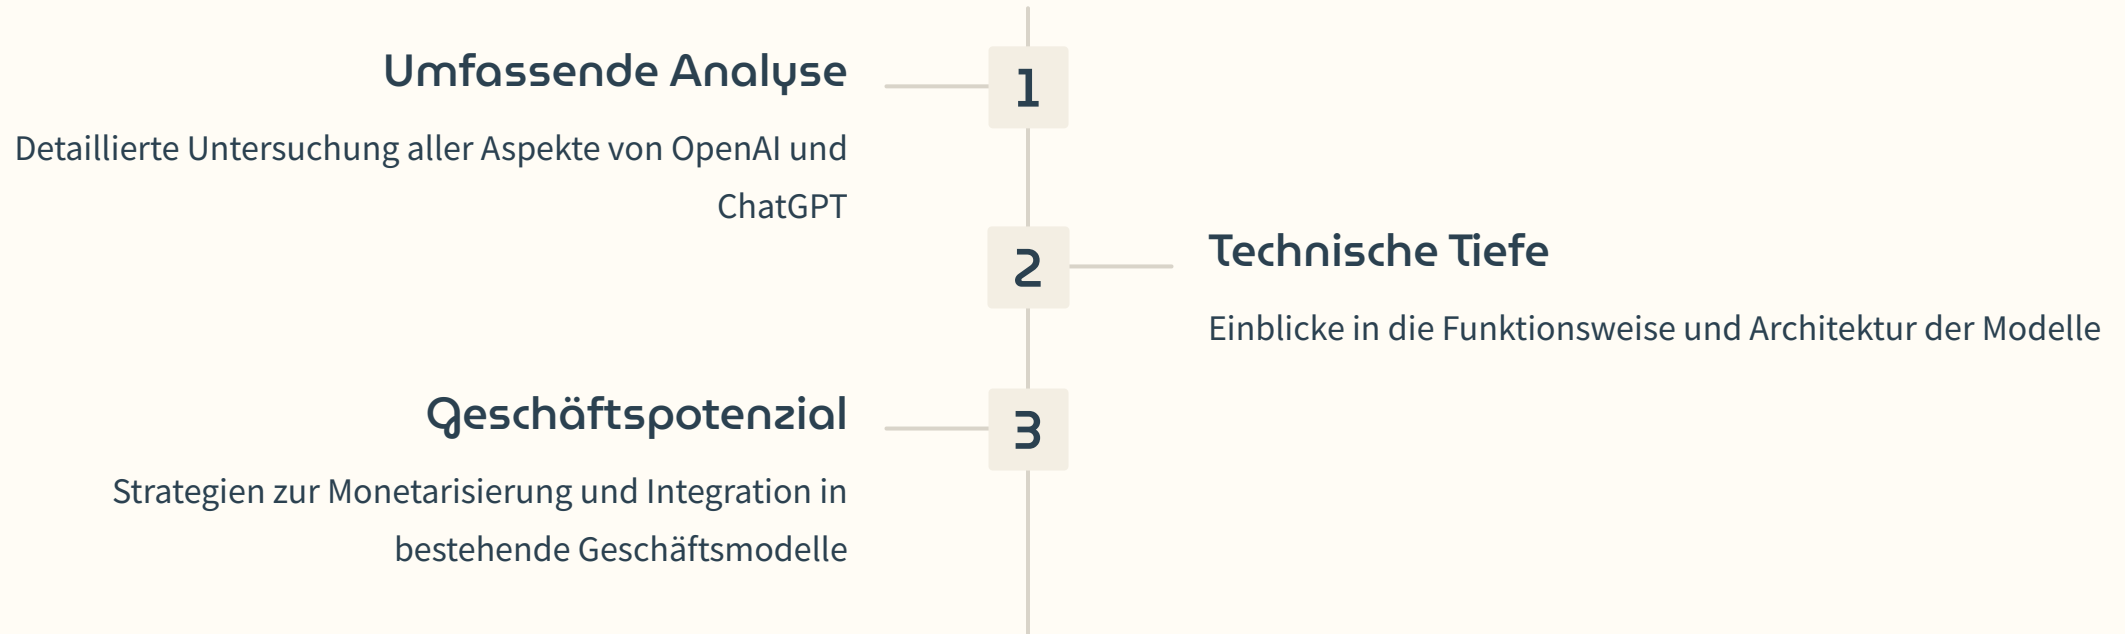 Umfassende Analyse
1
Detaillierte Untersuchung aller Aspekte von OpenAI und
ChatGPT
2
Technische Tiefe
Einblicke in die Funktionsweise und Architektur der Modelle
Geschäftspotenzial
3
Strategien zur Monetarisierung und Integration in
bestehende Geschäftsmodelle